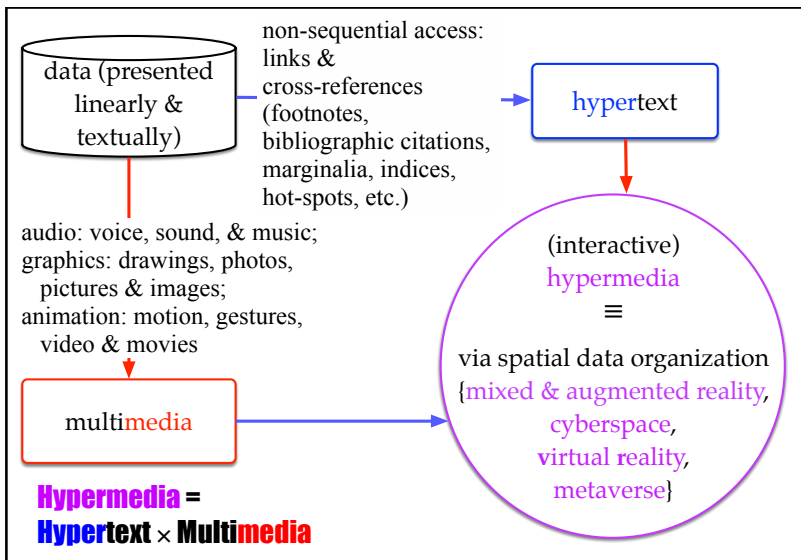 data (presented
linearly &
textually)
non-sequential access:
links &
cross-references
(footnotes,
bibliographic citations,
marginalia, indices,
hot-spots, etc.)
hypertext
audio: voice, sound, & music;
graphics: drawings, photos,
pictures & images;
animation: motion, gestures,
video & movies
multimedia
(interactive)
hypermedia
≡
via spatial data organization
{mixed & augmented reality,
cyberspace,
virtual reality,
metaverse}
Hypermedia =
Hypertext × Multimedia